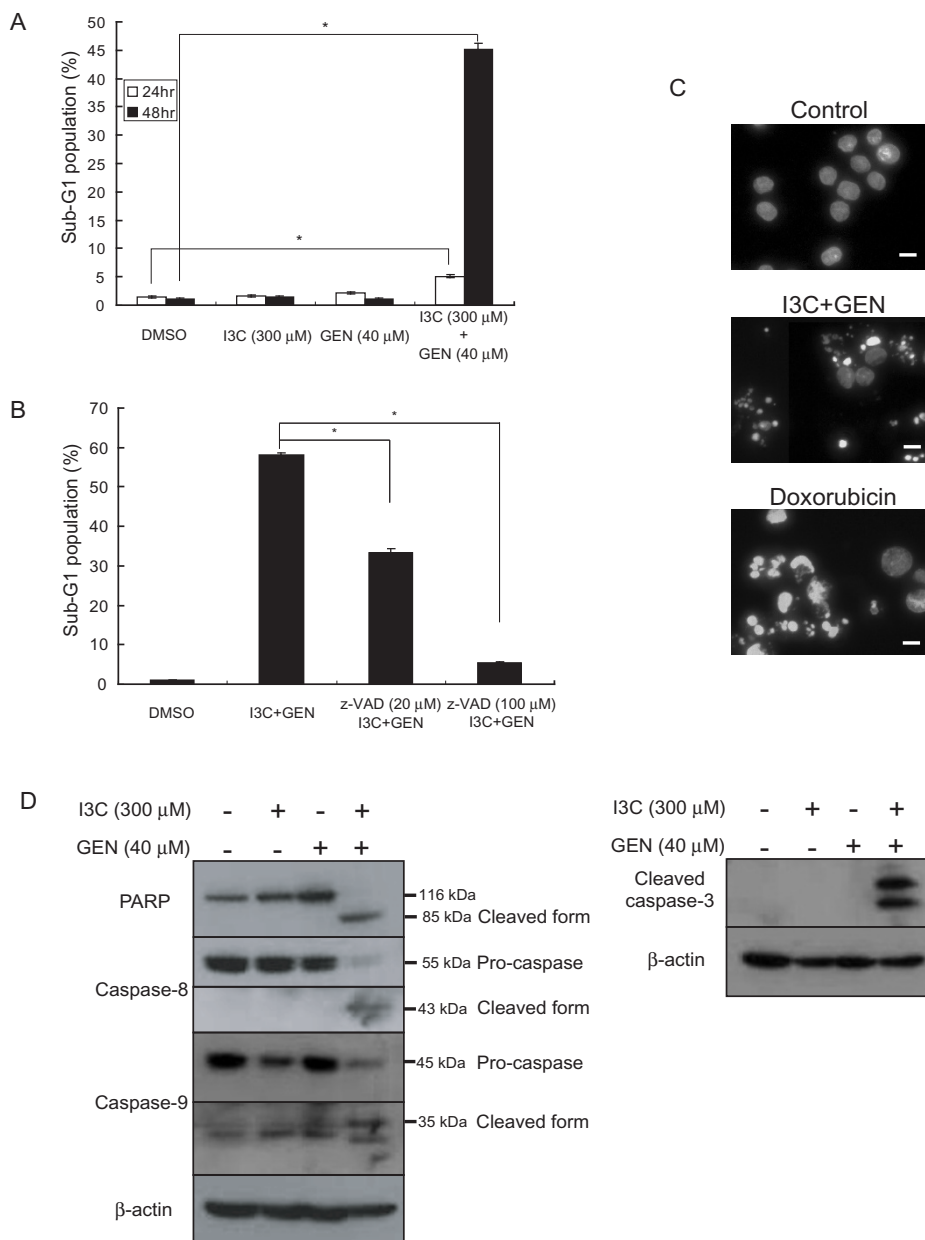 A
Sub-G1 population (%)
50
45
40
35
30
25
20
15
10
5
0
24hr
48hr
*
*
DMSO
I3C (300 μM)
GEN (40 μM)
I3C (300 μM)
+
GEN (40 μM)
B
Sub-G1 population (%)
70
60
50
40
30
20
10
0
*
*
DMSO
I3C+GEN
z-VAD (20 μM)
I3C+GEN
z-VAD (100 μM)
I3C+GEN
C
Control
I3C+GEN
Doxorubicin
D
I3C (300 μM) - + - +
GEN (40 μM) - - + +
PARP
116 kDa
85 kDa Cleaved form
Caspase-8
55 kDa Pro-caspase
43 kDa Cleaved form
Caspase-9
45 kDa Pro-caspase
35 kDa Cleaved form
β-actin
I3C (300 μM) - + - +
GEN (40 μM) - - + +
Cleaved
caspase-3
β-actin